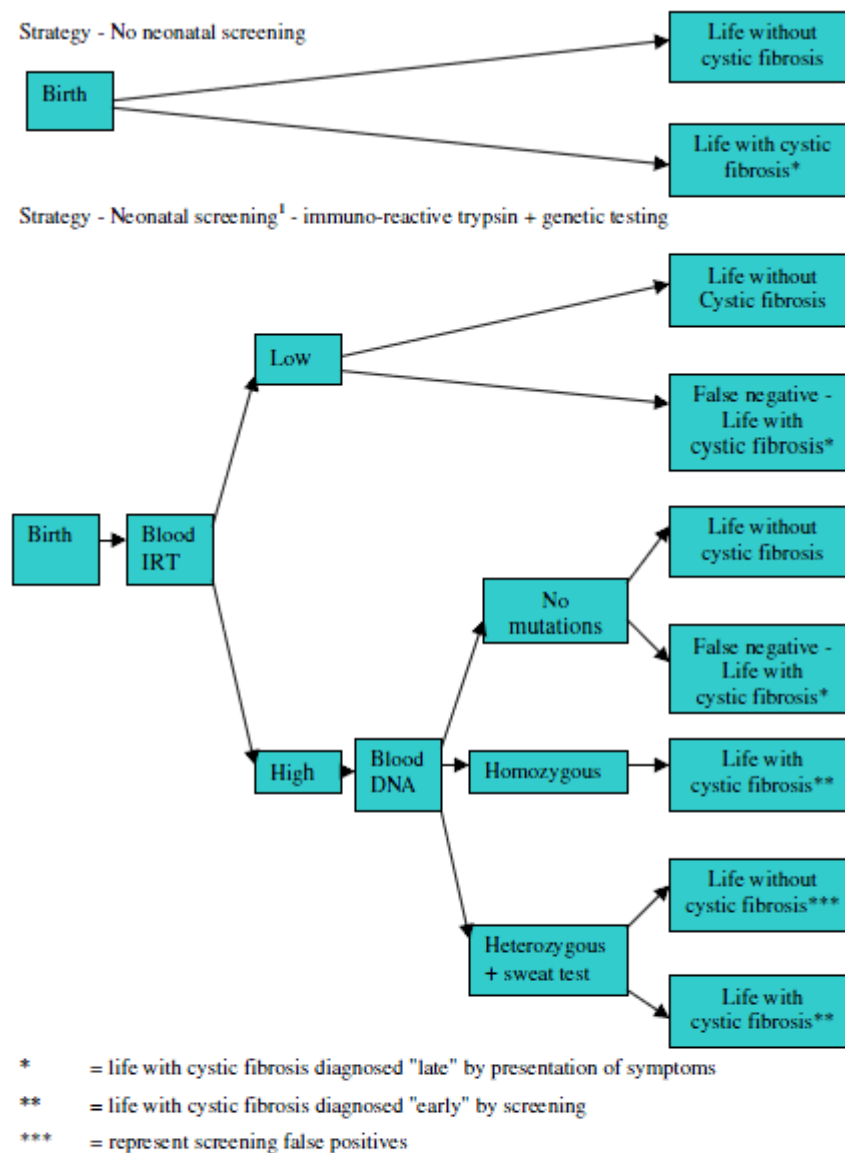 Strategy - No neonatal screening
Life without
cystic fibrosis
Birth
Life with cystic
fibrosis*
Strategy - Neonatal screening¹ - immuno-reactive trypsin + genetic testing
Life without
Cystic fibrosis
Low
False negative -
Life with
cystic fibrosis*
Birth
Blood
IRT
Life without
cystic fibrosis
No
mutations
False negative -
Life with
cystic fibrosis*
High
Blood
DNA
Homozygous
Life with
cystic fibrosis**
Life without
cystic fibrosis***
Heterozygous
+ sweat test
Life with
cystic fibrosis**
* = life with cystic fibrosis diagnosed "late" by presentation of symptoms
** = life with cystic fibrosis diagnosed "early" by screening
*** = represent screening false positives